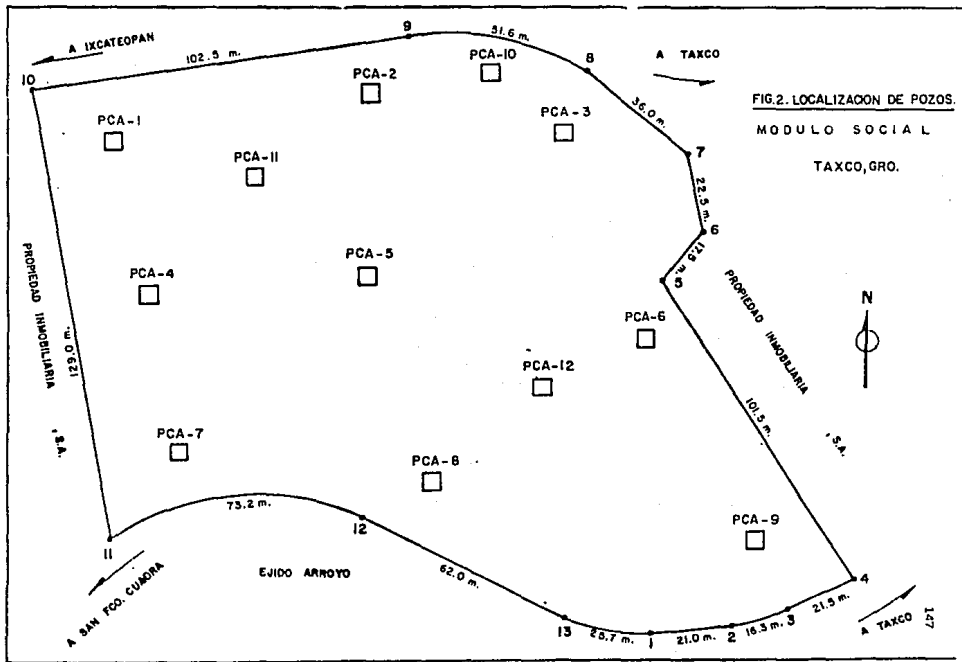 A IXCATEOPAN
102.5 m.
9
51.6 m.
8
A TAXCO
10
PCA-1
PCA-2
PCA-10
PCA-3
36.0 m.
FIG.2. LOCALIZACION DE POZOS.
MODULO SOCIAL
TAXCO, GRO.
PCA-11
7
22.5 m.
6
17.5 m.
5
PROPIEDAD INMOBILIARIA
, S.A.
129.0 m.
PCA-4
PCA-5
PCA-6
PROPIEDAD INMOBILIARIA
, S.A.
N
PCA-12
101.5 m.
PCA-7
PCA-8
PCA-9
73.2 m.
12
11
A SAN FCO. CUADRA
EJIDO ARROYO
62.0 m.
13
1
21.0 m.
2
16.3 m.
3
21.5 m.
4
A TAXCO
147